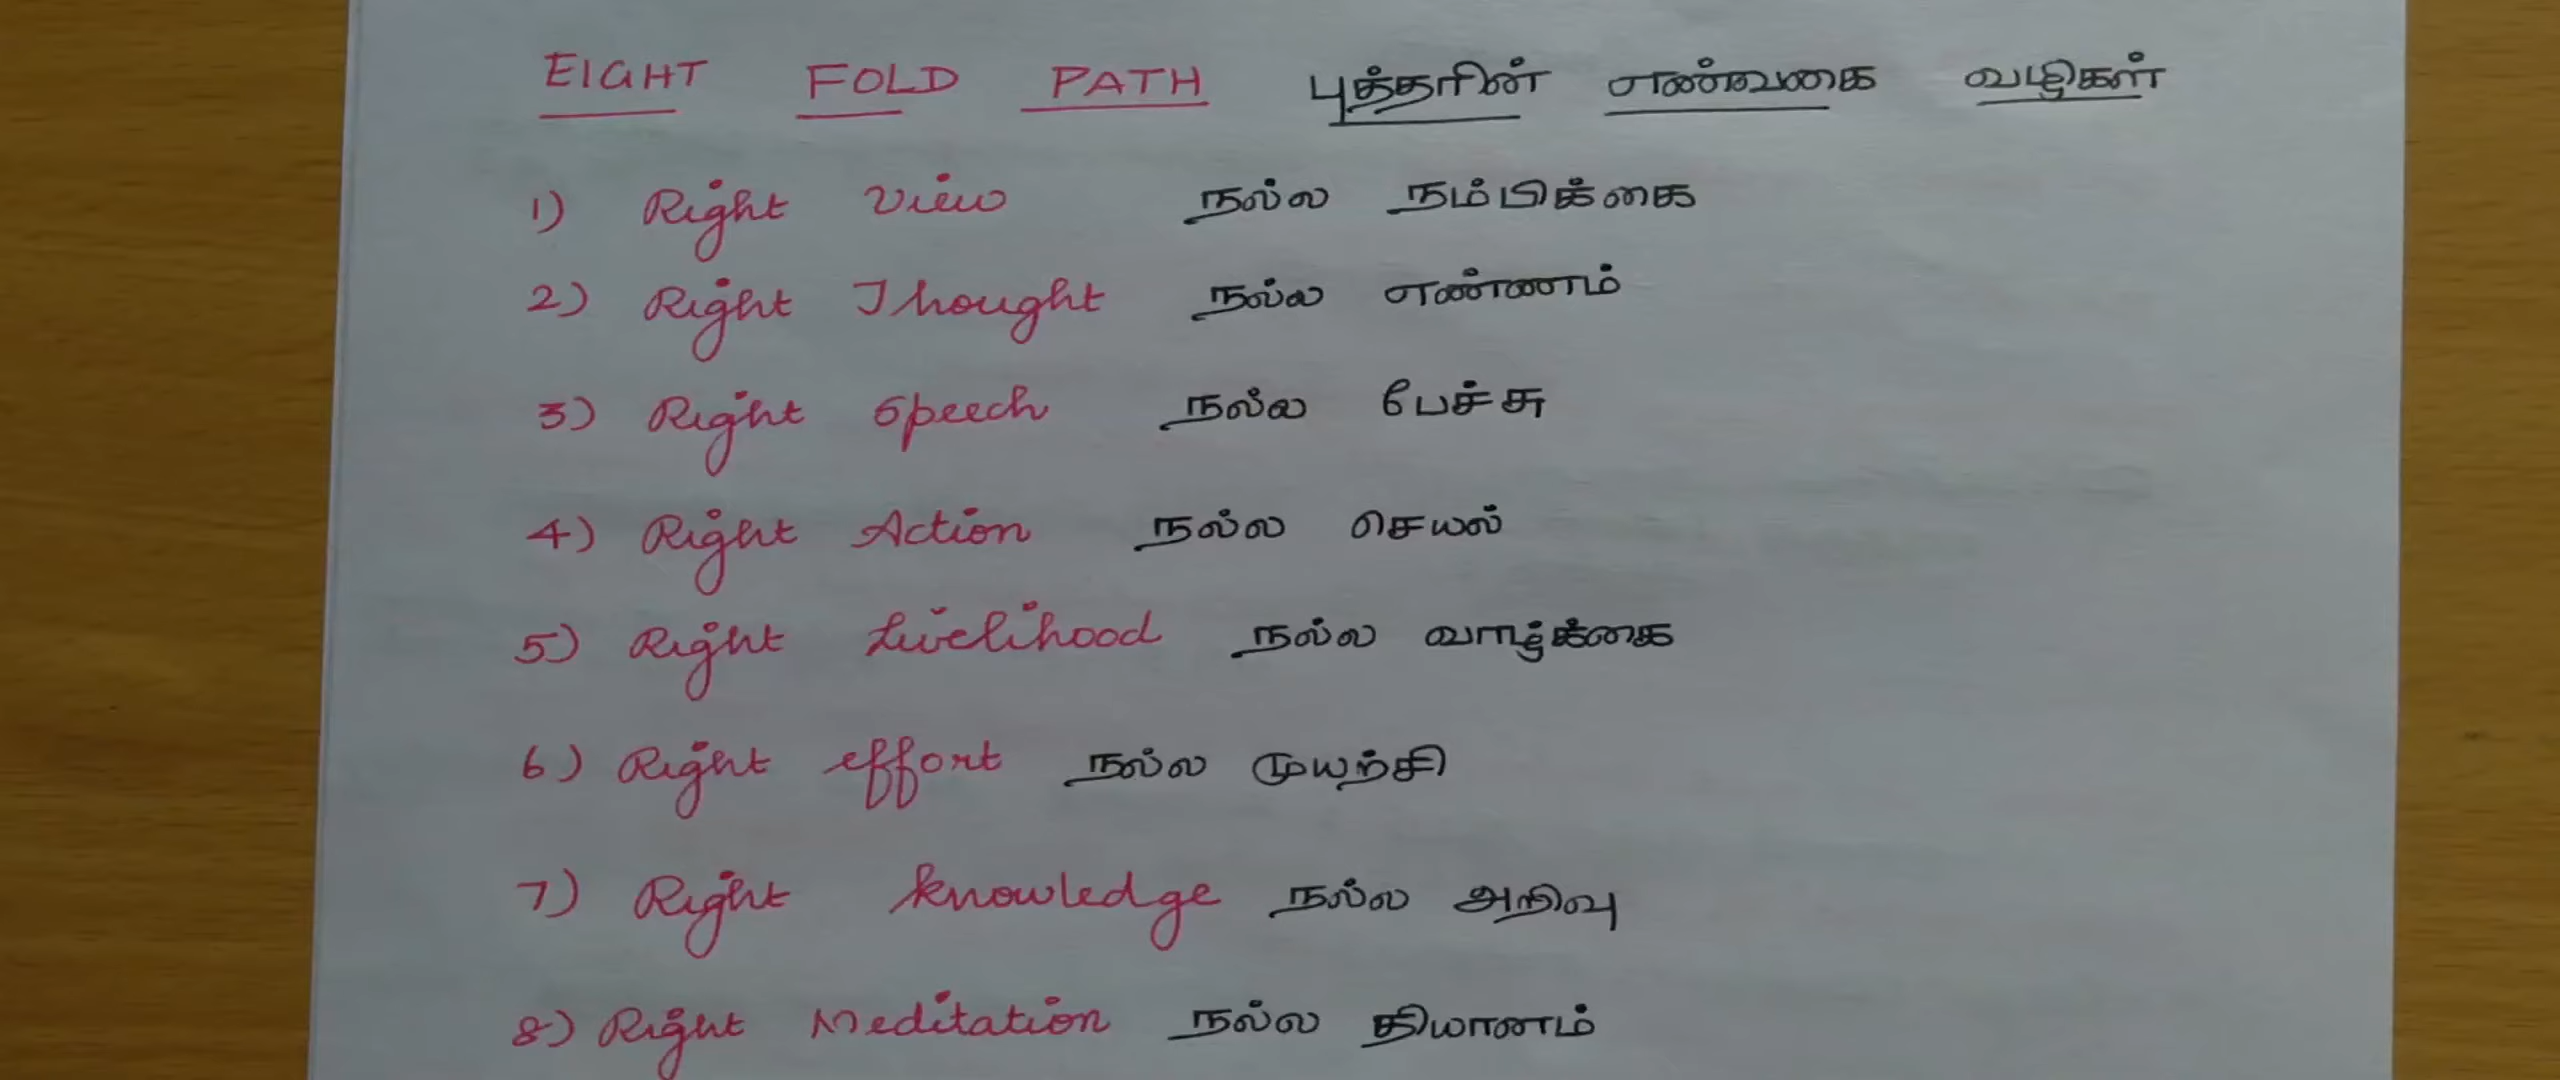 EIGHT FOLD PATH புத்தரின் எண்வகை வழிகள்
1) Right View நல்ல நம்பிக்கை
2) Right Thought நல்ல எண்ணம்
3) Right Speech நல்ல பேச்சு
4) Right Action நல்ல செயல்
5) Right Livelihood நல்ல வாழ்க்கை
6) Right effort நல்ல முயற்சி
7) Right knowledge நல்ல அறிவு
8) Right Meditation நல்ல தியானம்